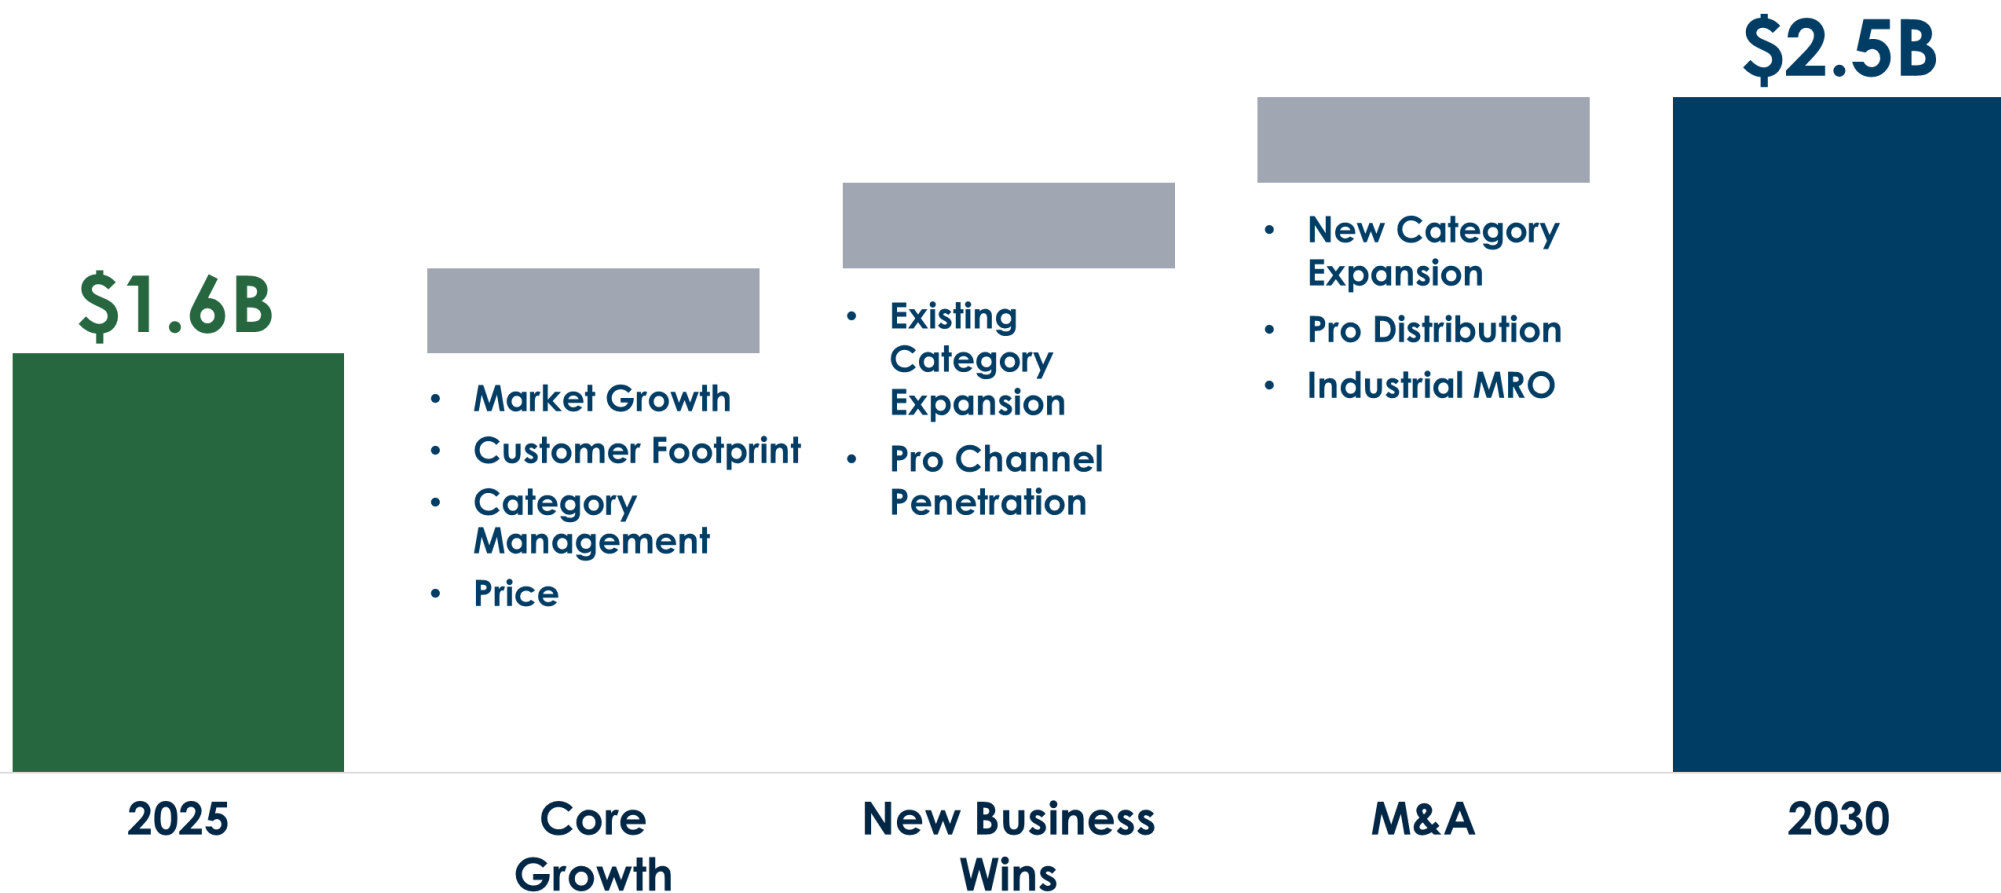 $1.6B
• Market Growth
• Customer Footprint
• Category
Management
• Price
• Existing
Category
Expansion
• Pro Channel
Penetration
• New Category
Expansion
• Pro Distribution
• Industrial MRO
$2.5B
2025
Core
Growth
New Business
Wins
M&A
2030